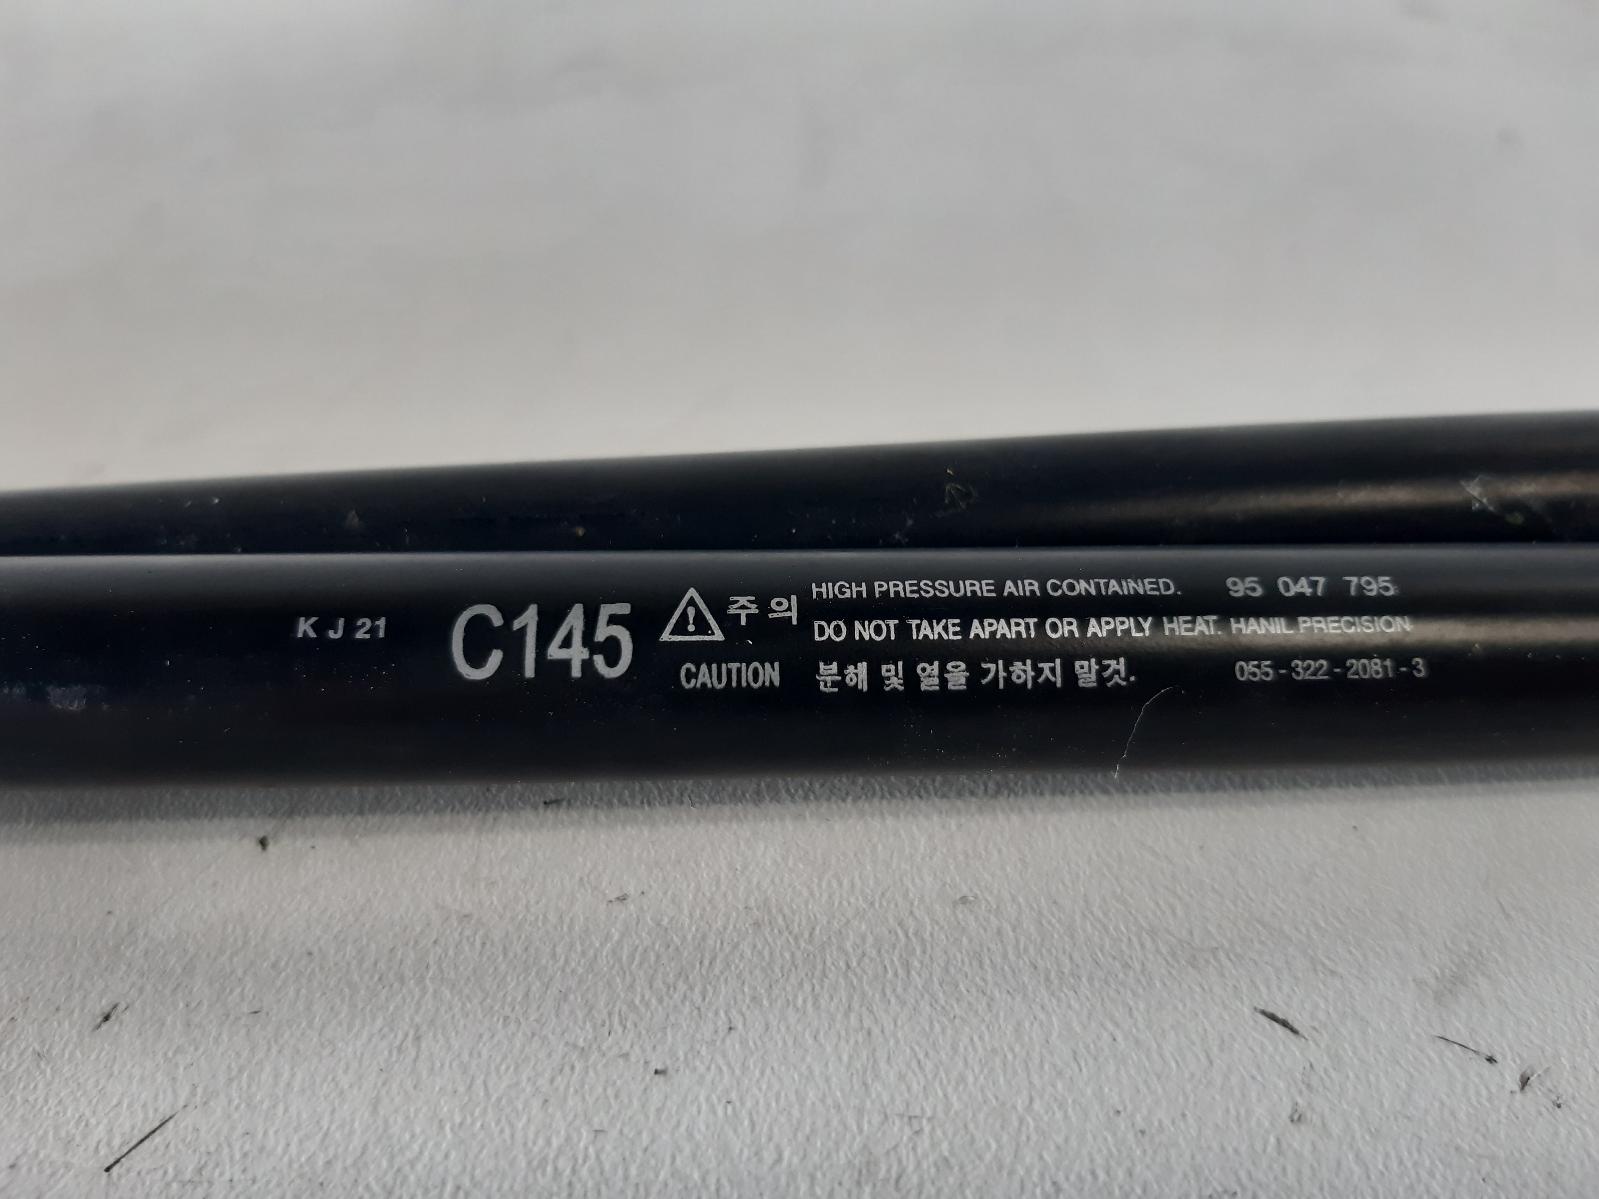 K J 21
C145
주의
CAUTION
HIGH PRESSURE AIR CONTAINED. 95 047 795
DO NOT TAKE APART OR APPLY HEAT. HANIL PRECISION
분해 및 열을 가하지 말것. 055-322-2081-3